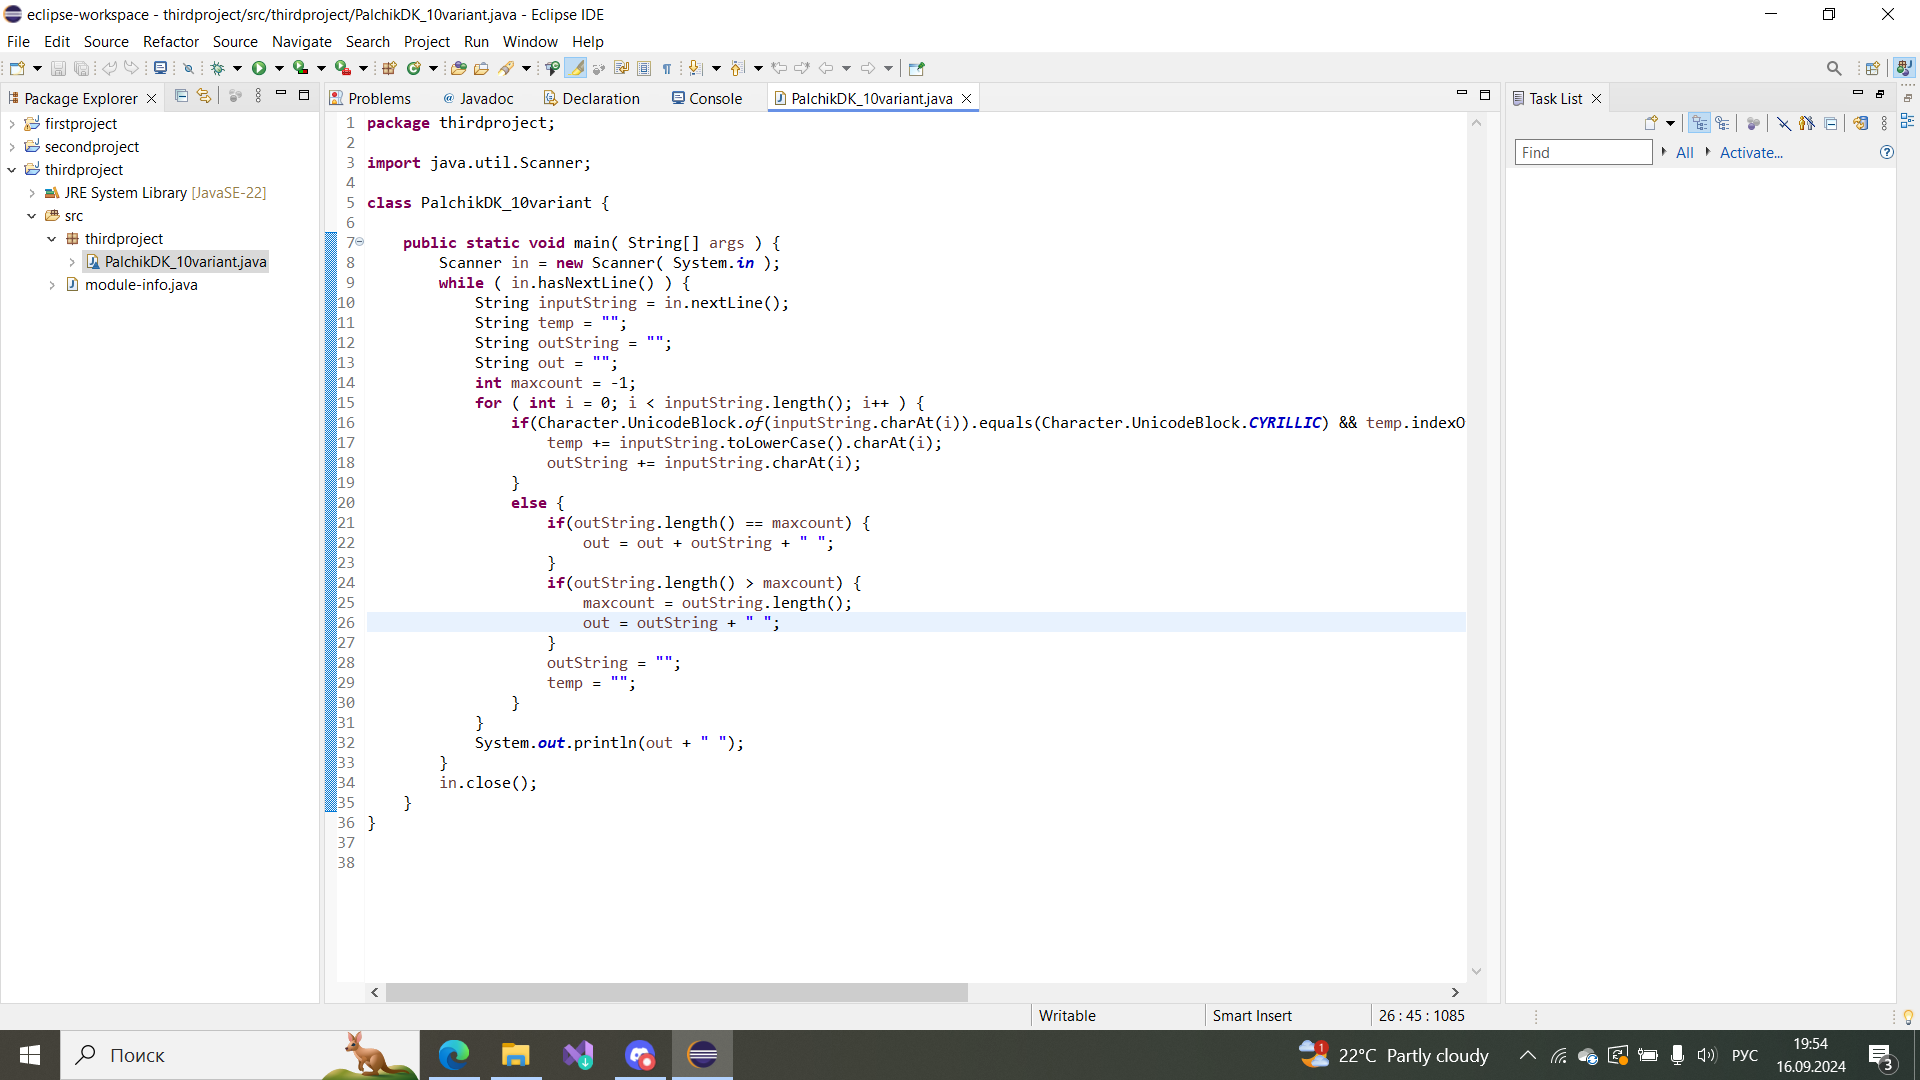 eclipse-workspace - thirdproject/src/thirdproject/PalchikDK_10variant.java - Eclipse IDE
File Edit Source Refactor Source Navigate Search Project Run Window Help
Package Explorer
Problems Javadoc Declaration Console PalchikDK_10variant.java
Task List
Find All Activate...
firstproject
secondproject
thirdproject
JRE System Library [JavaSE-22]
src
thirdproject
PalchikDK_10variant.java
module-info.java
1 package thirdproject;
2
3 import java.util.Scanner;
4
5 class PalchikDK_10variant {
6
7 public static void main( String[] args ) {
8 Scanner in = new Scanner( System.in );
9 while ( in.hasNextLine() ) {
10 String inputString = in.nextLine();
11 String temp = "";
12 String outString = "";
13 String out = "";
14 int maxcount = -1;
15 for ( int i = 0; i < inputString.length(); i++ ) {
16 if(Character.UnicodeBlock.of(inputString.charAt(i)).equals(Character.UnicodeBlock.CYRILLIC) && temp.indexO
17 temp += inputString.toLowerCase().charAt(i);
18 outString += inputString.charAt(i);
19 }
20 else {
21 if(outString.length() == maxcount) {
22 out = out + outString + " ";
23 }
24 if(outString.length() > maxcount) {
25 maxcount = outString.length();
26 out = outString + " ";
27 }
28 outString = "";
29 temp = "";
30 }
31 }
32 System.out.println(out + " ");
33 }
34 in.close();
35 }
36 }
37
38
Writable Smart Insert 26 : 45 : 1085
Поиск
1 22°C Partly cloudy РУС 19:54
16.09.2024 3